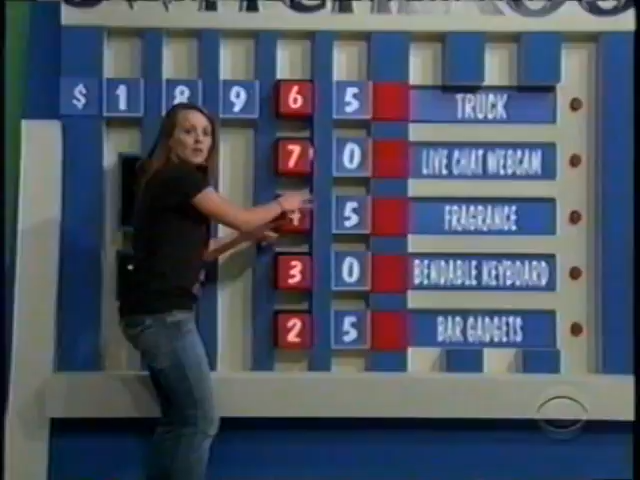 $ 1 8 9 6 5 TRUCK
7 0 LIVE CHAT WEBCAM
4 5 FRAGRANCE
3 0 BENDABLE KEYBOARD
2 5 BAR GADGETS